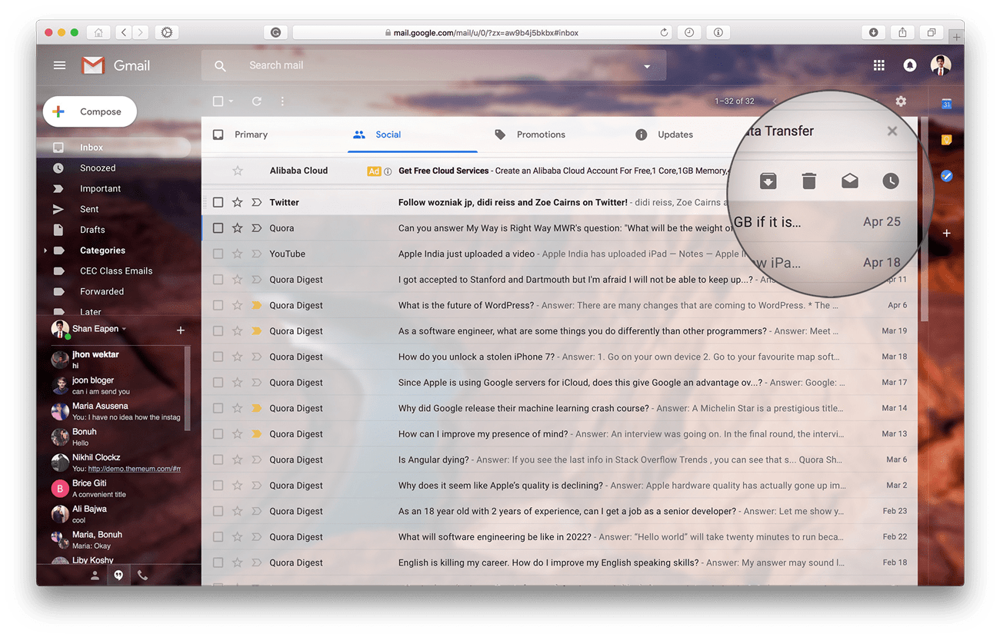 mail.google.com/mail/u/0/?zx=aw9b4j5bkbx#inbox
Gmail
Search mail
Compose
1–32 of 32
31
Inbox
Snoozed
Important
Sent
Drafts
Categories
CEC Class Emails
Forwarded
Later
Shan Eapen
jhon wektar
hi
joon bloger
can i am send you
Maria Asusena
You: I have no idea how the instag
Bonuh
Hello
Nikhil Clockz
You: http://demo.themeum.com/#m
B
Brice Giti
A convenient title
Ali Bajwa
cool
Maria, Bonuh
Maria: Okay
Liby Koshy
Primary Social Promotions Updates
Alibaba Cloud Ad Get Free Cloud Services - Create an Alibaba Cloud Account For Free,1 Core,1GB Memory,
Twitter Follow wozniak jp, didi reiss and Zoe Cairns on Twitter! - didi reiss, Zoe Cairns
Quora Can you answer My Way is Right Way MWR's question: "What will be the weight
YouTube Apple India just uploaded a video - Apple India has uploaded iPad — Notes — Apple
Quora Digest I got accepted to Stanford and Dartmouth but I'm afraid I will not be able to keep up...? - Apr 11
Quora Digest What is the future of WordPress? - Answer: There are many changes that are coming to WordPress. * The ... Apr 6
Quora Digest As a software engineer, what are some things you do differently than other programmers? - Answer: Meet ... Mar 19
Quora Digest How do you unlock a stolen iPhone 7? - Answer: 1. Go on your own device 2. Go to your favourite map soft... Mar 18
Quora Digest Since Apple is using Google servers for iCloud, does this give Google an advantage ov...? - Answer: Google: ... Mar 17
Quora Digest Why did Google release their machine learning crash course? - Answer: A Michelin Star is a prestigious title... Mar 14
Quora Digest How can I improve my presence of mind? - Answer: An interview was going on. In the final round, the intervi... Mar 13
Quora Digest Is Angular dying? - Answer: If you see the last info in Stack Overflow Trends , you can see that s... Quora Sh... Mar 6
Quora Digest Why does it seem like Apple's quality is declining? - Answer: Apple hardware quality has actually gone up im... Mar 2
Quora Digest As an 18 year old with 2 years of experience, can I get a job as a senior developer? - Answer: Let me show y... Feb 23
Quora Digest What will software engineering be like in 2022? - Answer: “Hello world” will take twenty minutes to run beca... Feb 22
Quora Digest English is killing my career. How do I improve my English speaking skills? - Answer: My answer may sound l... Feb 18
ata Transfer
GB if it is... Apr 25
ow iPa... Apr 18